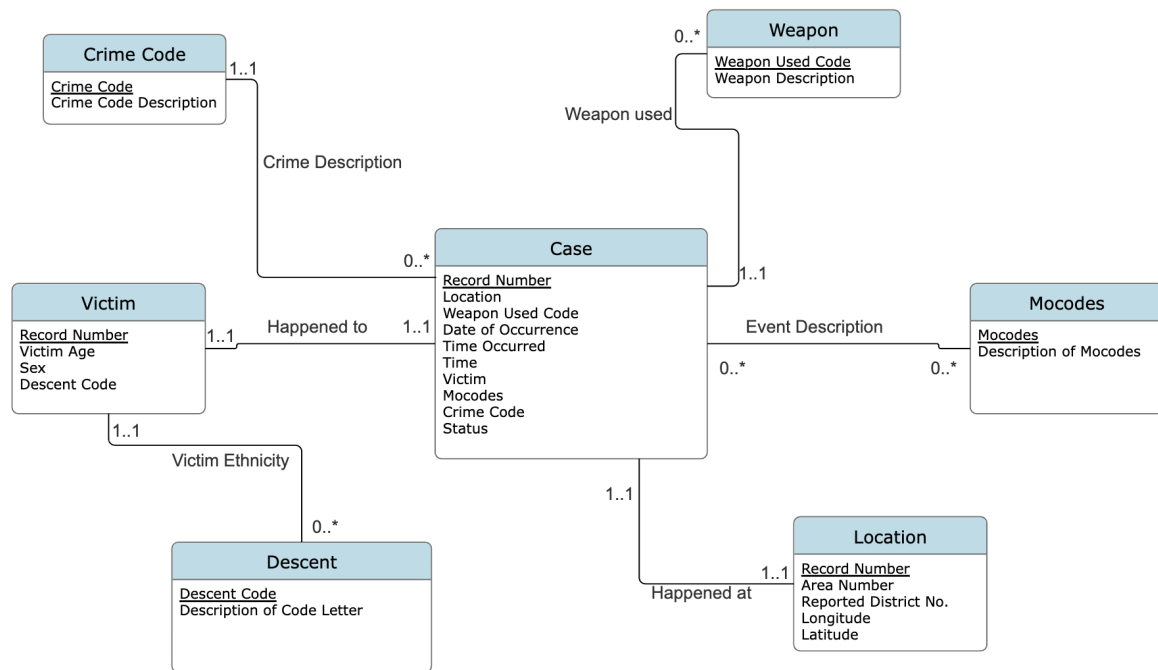 Crime Code
Crime Code
Crime Code Description
1..1
Crime Description
0..*
Weapon
Weapon Used Code
Weapon Description
0..*
Weapon used
1..1
Case
Record Number
Location
Weapon Used Code
Date of Occurrence
Time Occurred
Time
Victim
Mocodes
Crime Code
Status
Victim
Record Number
Victim Age
Sex
Descent Code
1..1
Happened to
1..1
Event Description
0..*
0..*
Mocodes
Mocodes
Description of Mocodes
1..1
Victim Ethnicity
0..*
Descent
Descent Code
Description of Code Letter
1..1
Happened at
1..1
Location
Record Number
Area Number
Reported District No.
Longitude
Latitude